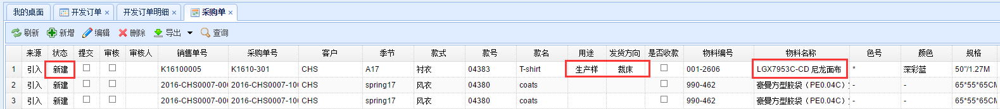 我的桌面 开发订单 × 开发订单明细 × 采购单 ×
刷新 新增 编辑 删除 导出 查询
来源 状态 提交 审核 审核人 销售单号 采购单号 客户 季节 款式 款号 款名 用途 发货方向 是否收款 物料编号 物料名称 色号 颜色 规格
1 引入 新建 K16100005 K1610-301 CHS A17 衬衣 04383 T-shirt 生产样 裁床 001-2606 LGX7953C-CD 尼龙面布 * 深彩蓝 50"/1.27M
2 引入 新建 2016-CHS0007-00 2016-CHS0007-10 CHS spring17 风衣 04380 coats 990-462 豪曼方型胶袋（PE0.04C） - - 65*55*65CM
3 引入 新建 2016-CHS0007-00 2016-CHS0007-10 CHS spring17 风衣 04380 coats 990-462 豪曼方型胶袋（PE0.04C） - - 65*55*65CM